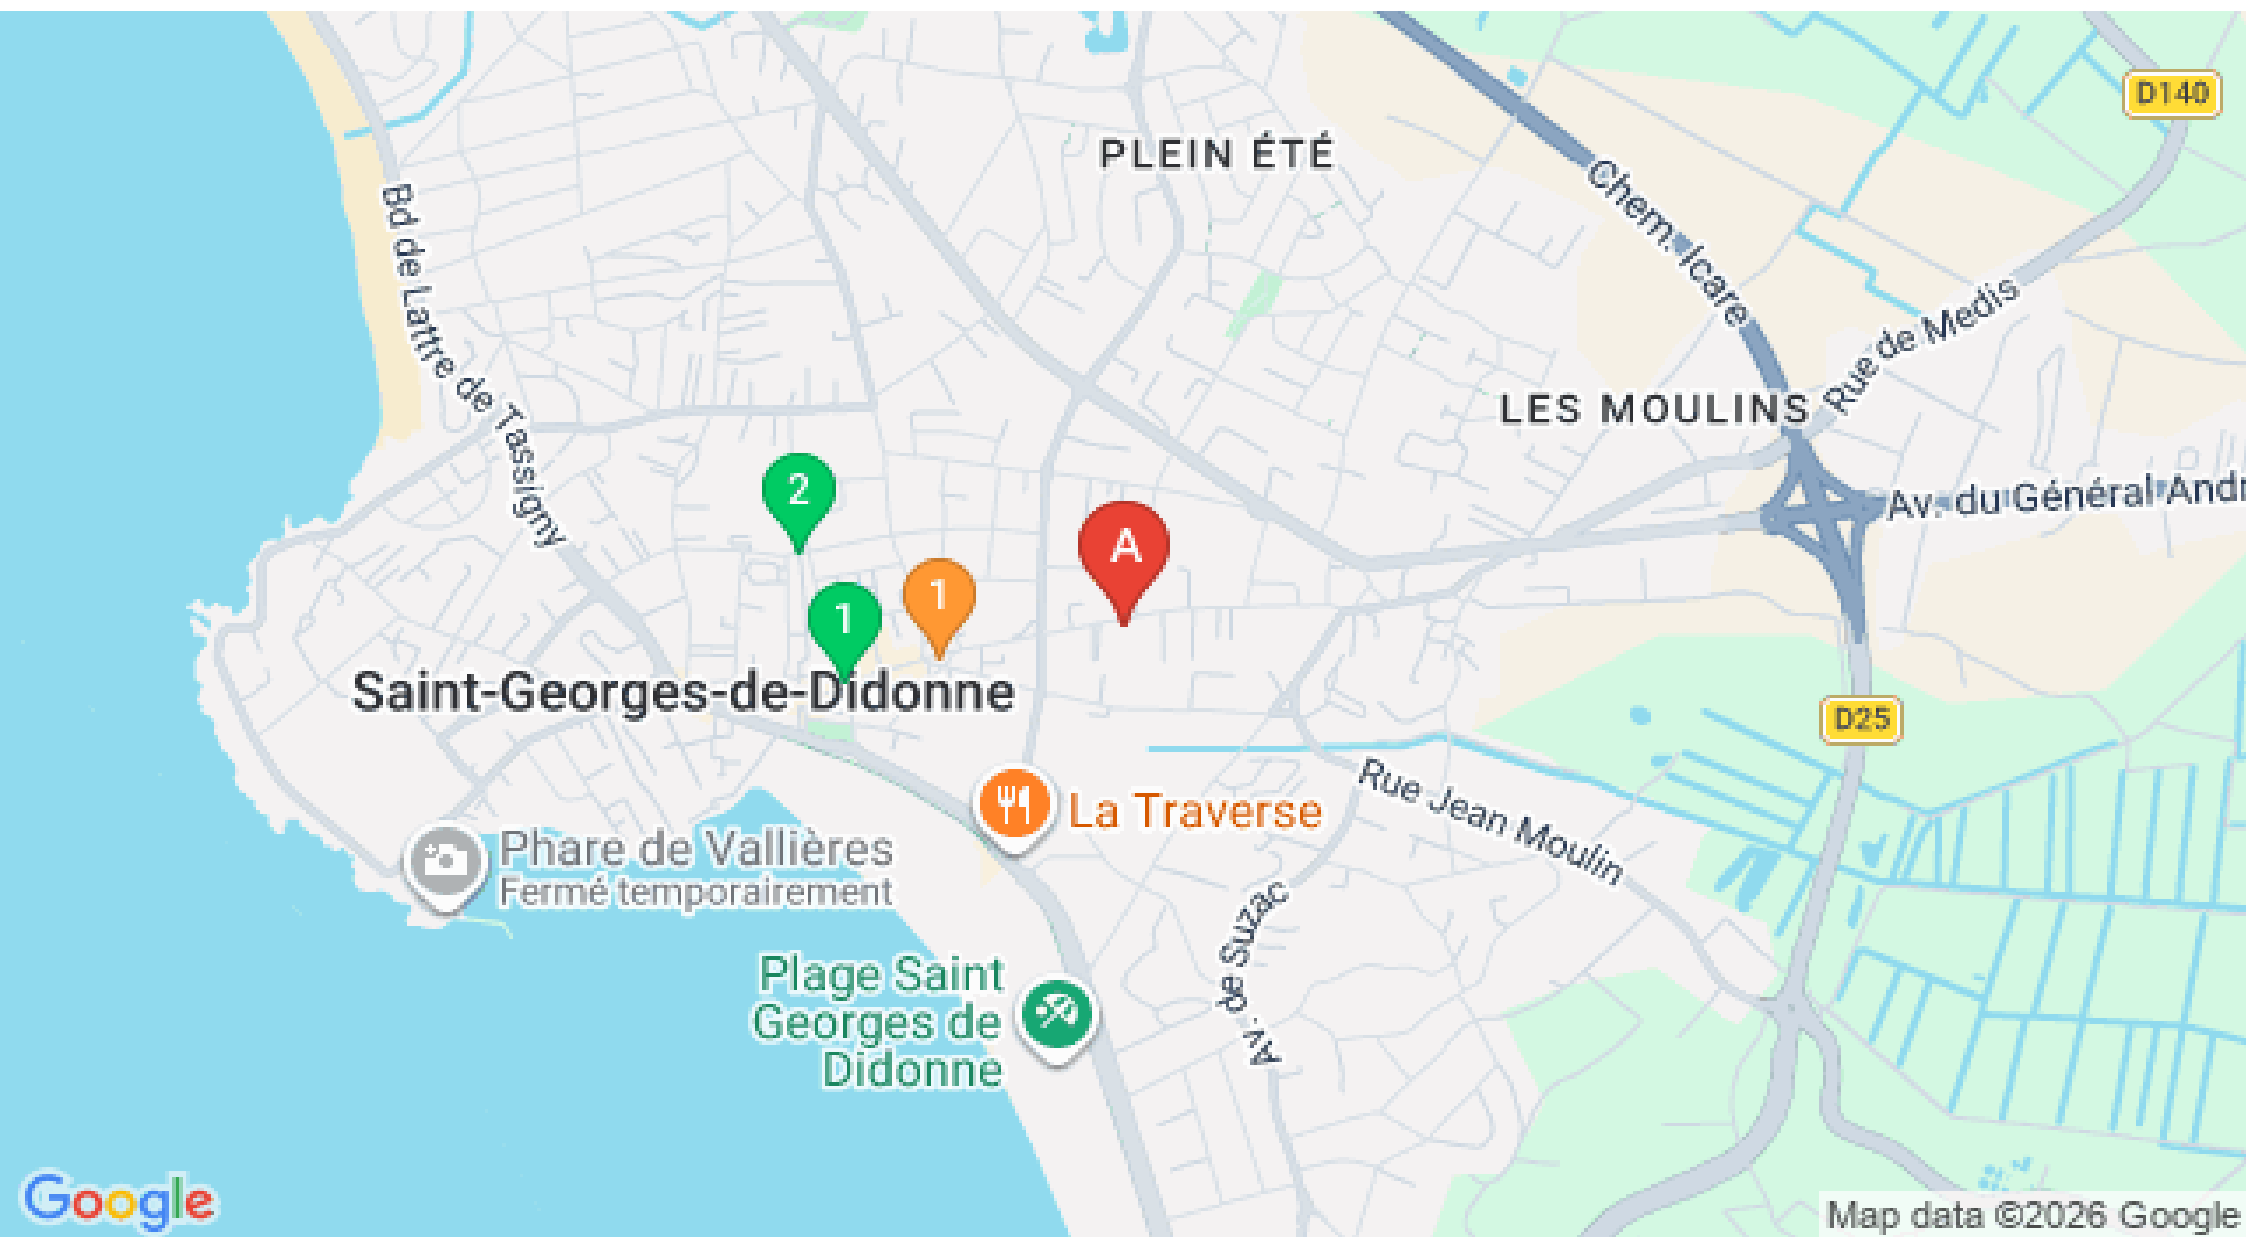 D140
PLEIN ÉTÉ
Chem. Icare
Bd de Lattre de Tassigny
Rue de Medis
LES MOULINS
Av. du Général Andr
2
A
1
1
Saint-Georges-de-Didonne
D25
La Traverse
Rue Jean Moulin
Phare de Vallières
Fermé temporairement
Av. de Suzac
Plage Saint
Georges de
Didonne
Google
Map data ©2026 Google